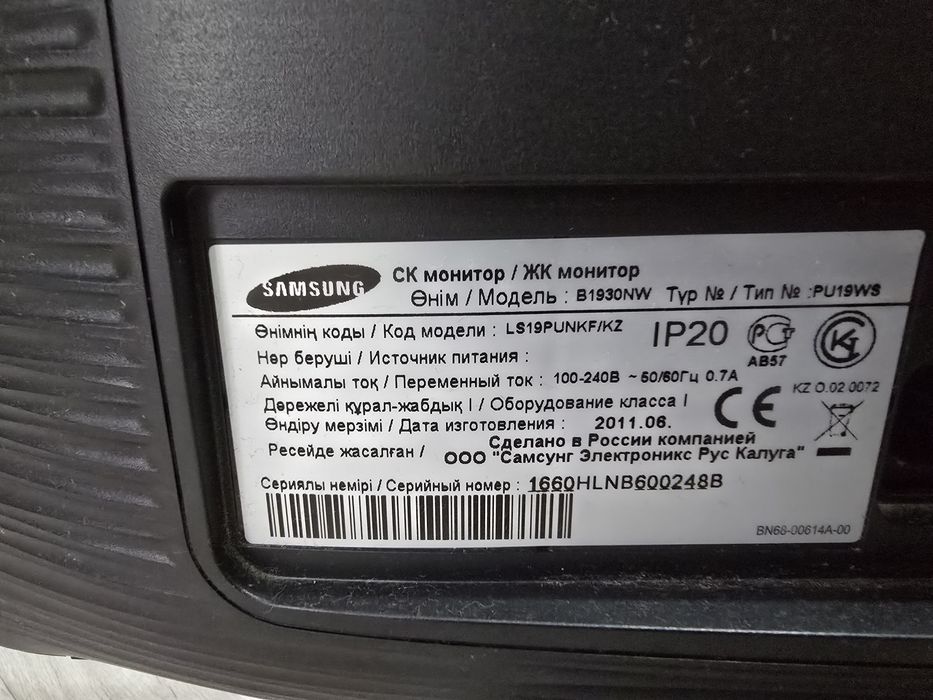 SAMSUNG
СК монитор / ЖК монитор
Өнім / Модель : B1930NW Түр № / Тип № :PU19WS
Өнімнің коды / Код модели : LS19PUNKF/KZ
IP20
АВ57
Нәр беруші / Источник питания :
Айнымалы тоқ / Переменный ток : 100-240В ~ 50/60Гц 0.7А
KZ O.02 0072
Дәрежелі құрал-жабдық I / Оборудование класса I
CE
Өндіру мерзімі / Дата изготовления : 2011.06.
Ресейде жасалған / Сделано в России компанией
ООО "Самсунг Электроникс Рус Калуга"
Сериялы немірі / Серийный номер : 1660HLNB600248B
BN68-00614A-00